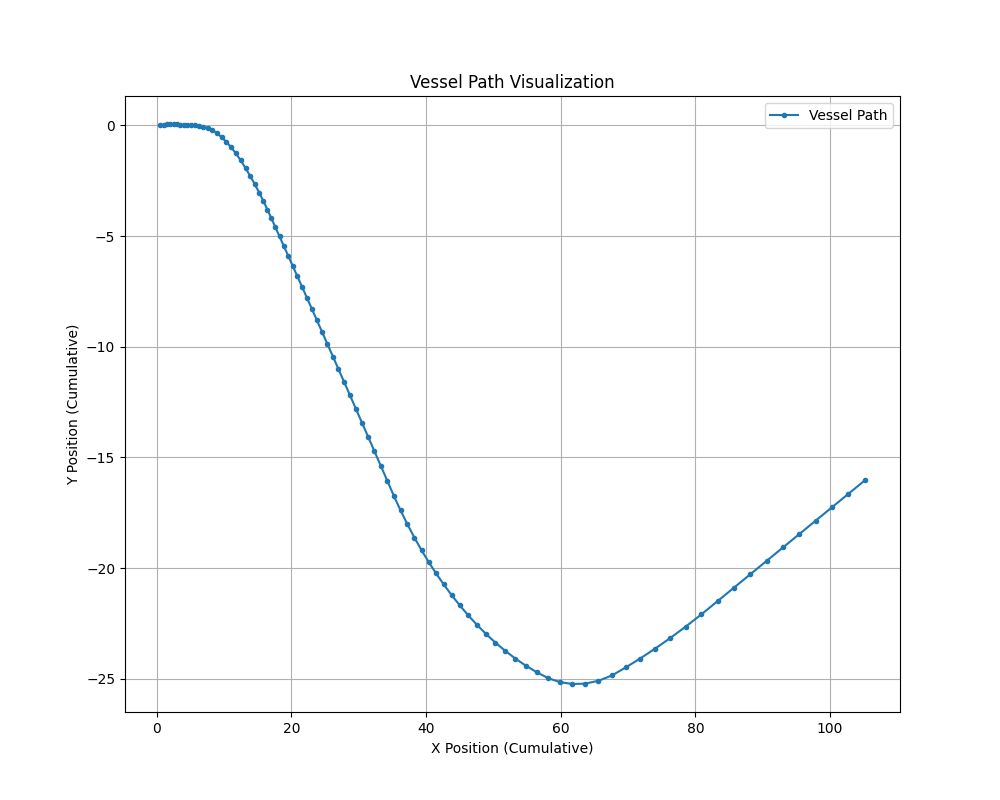 Vessel Path Visualization
Vessel Path
0
−5
−10
−15
−20
−25
Y Position (Cumulative)
0 20 40 60 80 100
X Position (Cumulative)